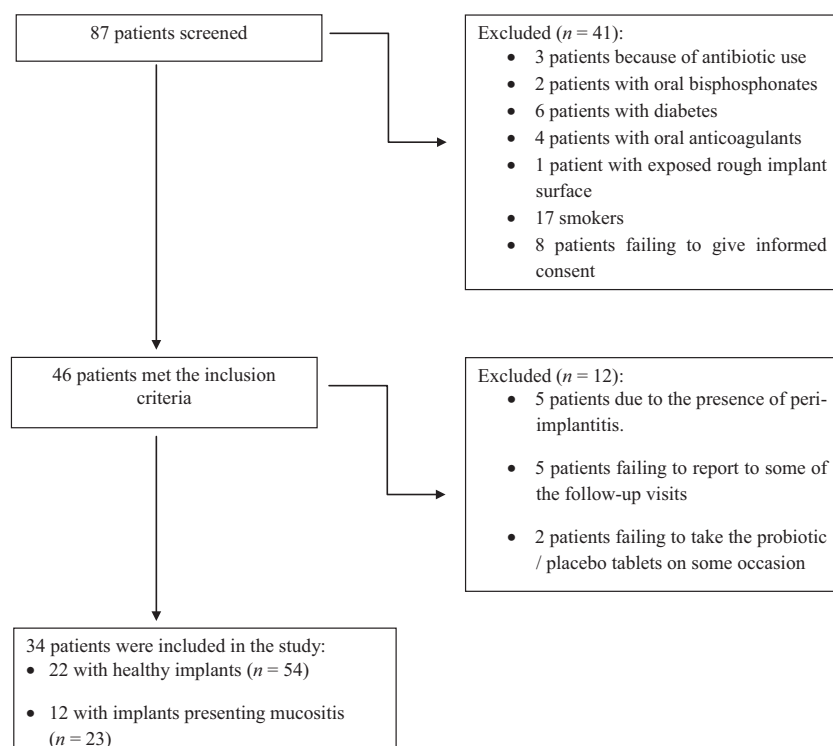 87 patients screened
Excluded (n = 41):
• 3 patients because of antibiotic use
• 2 patients with oral bisphosphonates
• 6 patients with diabetes
• 4 patients with oral anticoagulants
• 1 patient with exposed rough implant
surface
• 17 smokers
• 8 patients failing to give informed
consent
46 patients met the inclusion
criteria
Excluded (n = 12):
• 5 patients due to the presence of peri-
implantitis.
• 5 patients failing to report to some of
the follow-up visits
• 2 patients failing to take the probiotic
/ placebo tablets on some occasion
34 patients were included in the study:
• 22 with healthy implants (n = 54)
• 12 with implants presenting mucositis
(n = 23)